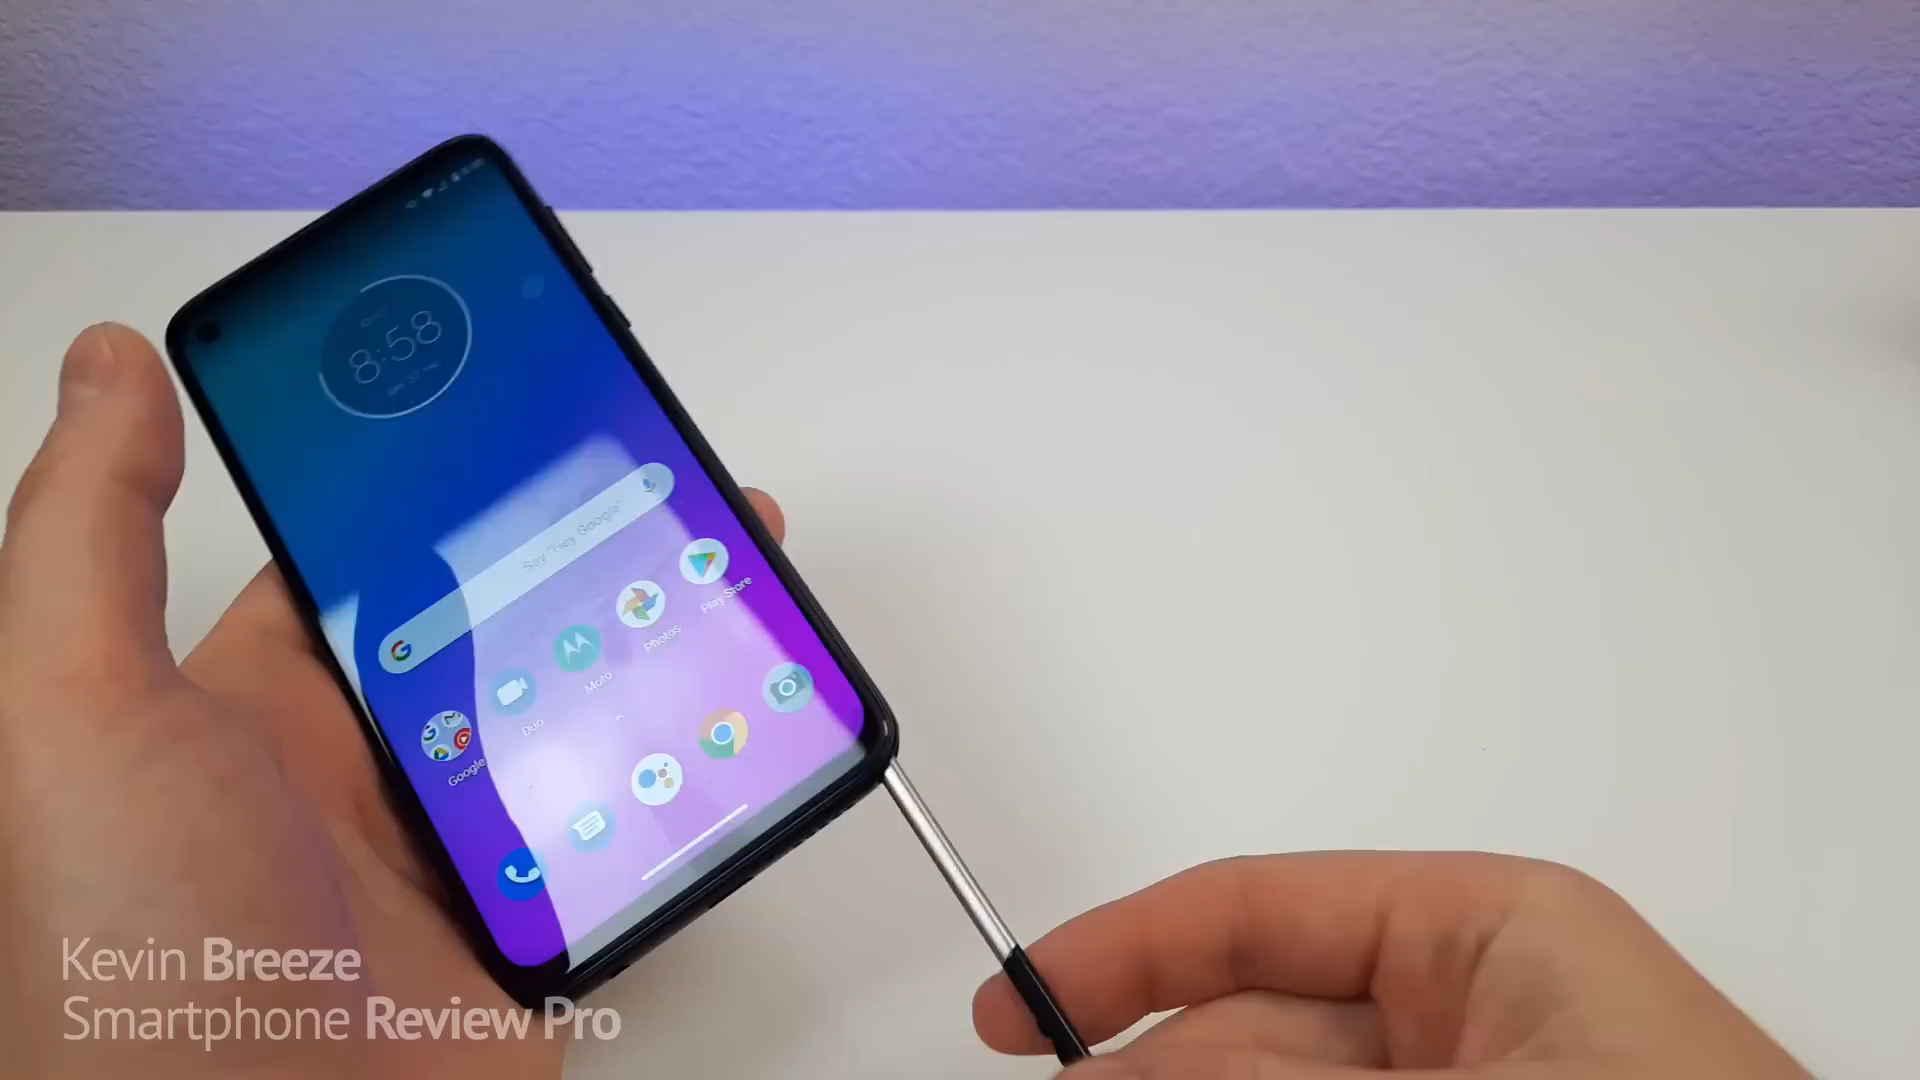 8:58
Say "Hey Google"
Play Store
Photos
Moto
Duo
Google
Kevin Breeze
Smartphone Review Pro